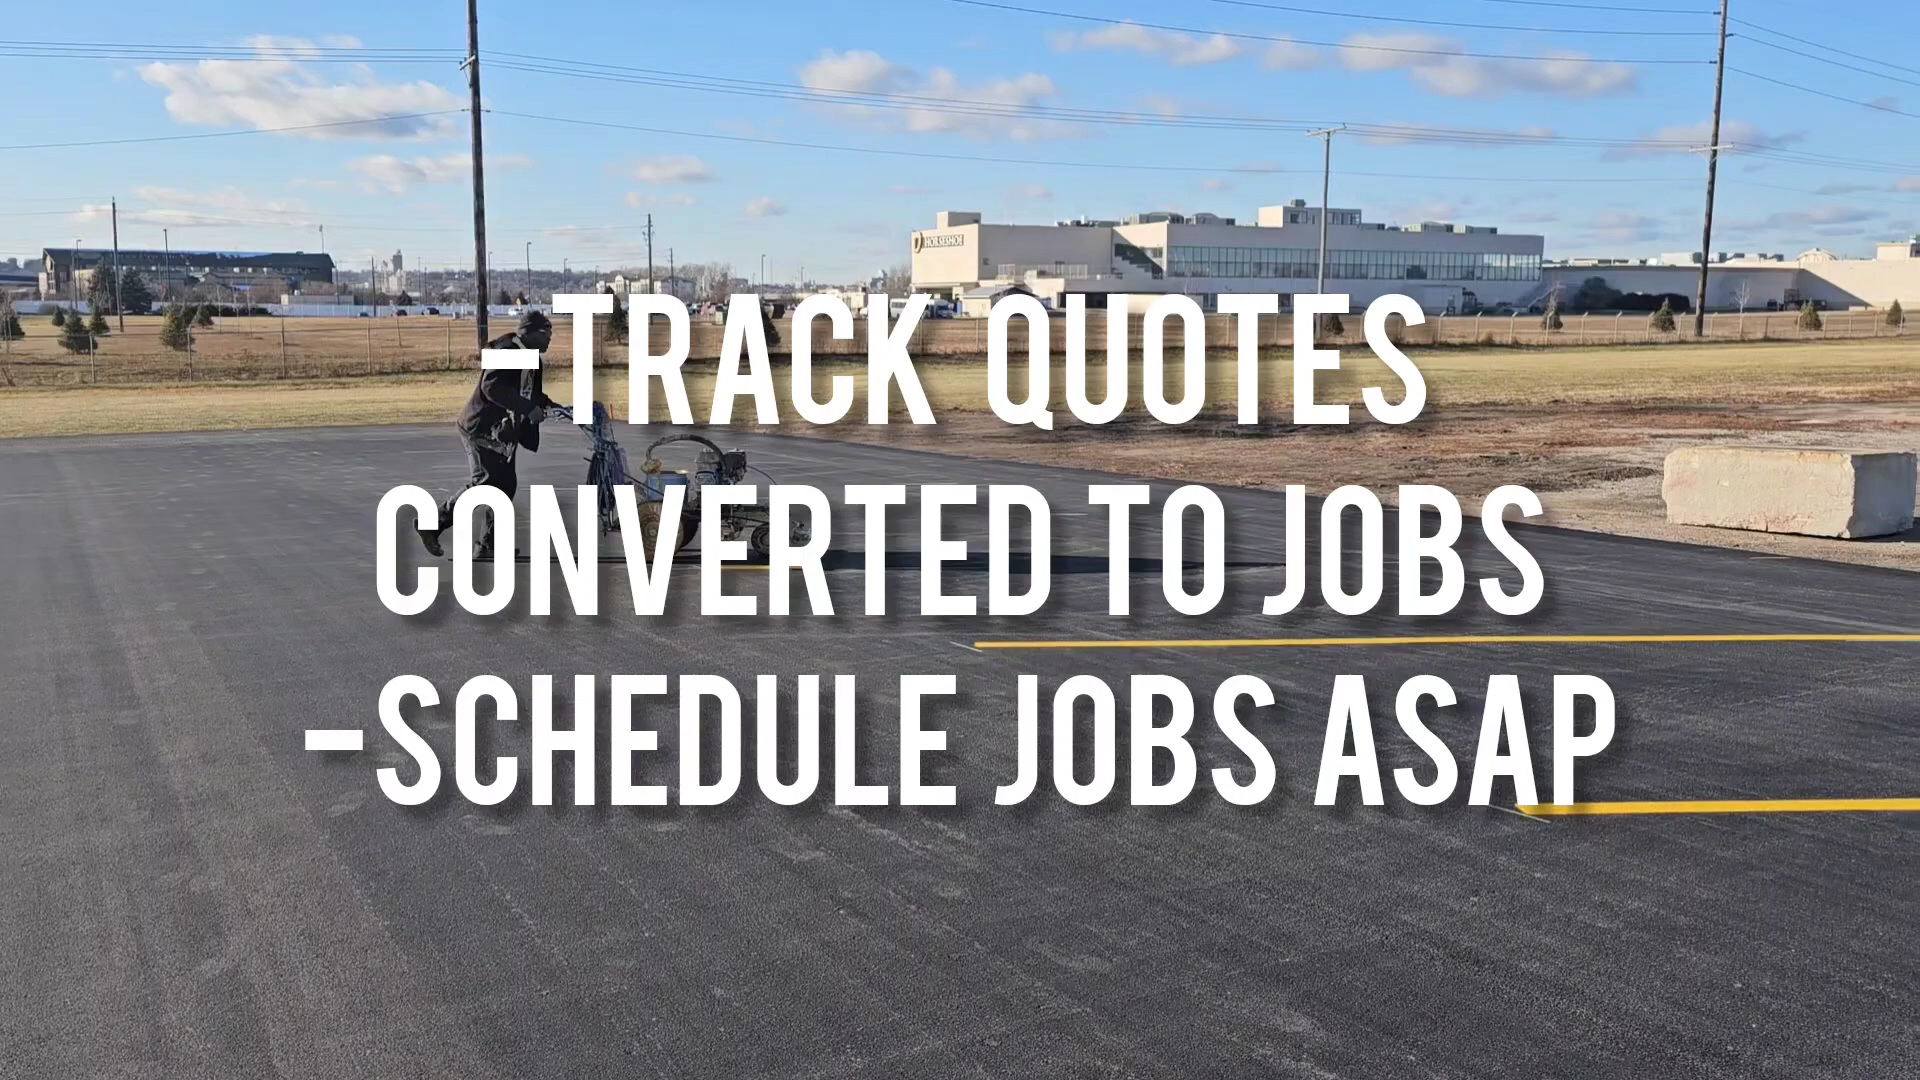 HORSESHOE
-TRACK QUOTES
CONVERTED TO JOBS
-SCHEDULE JOBS ASAP